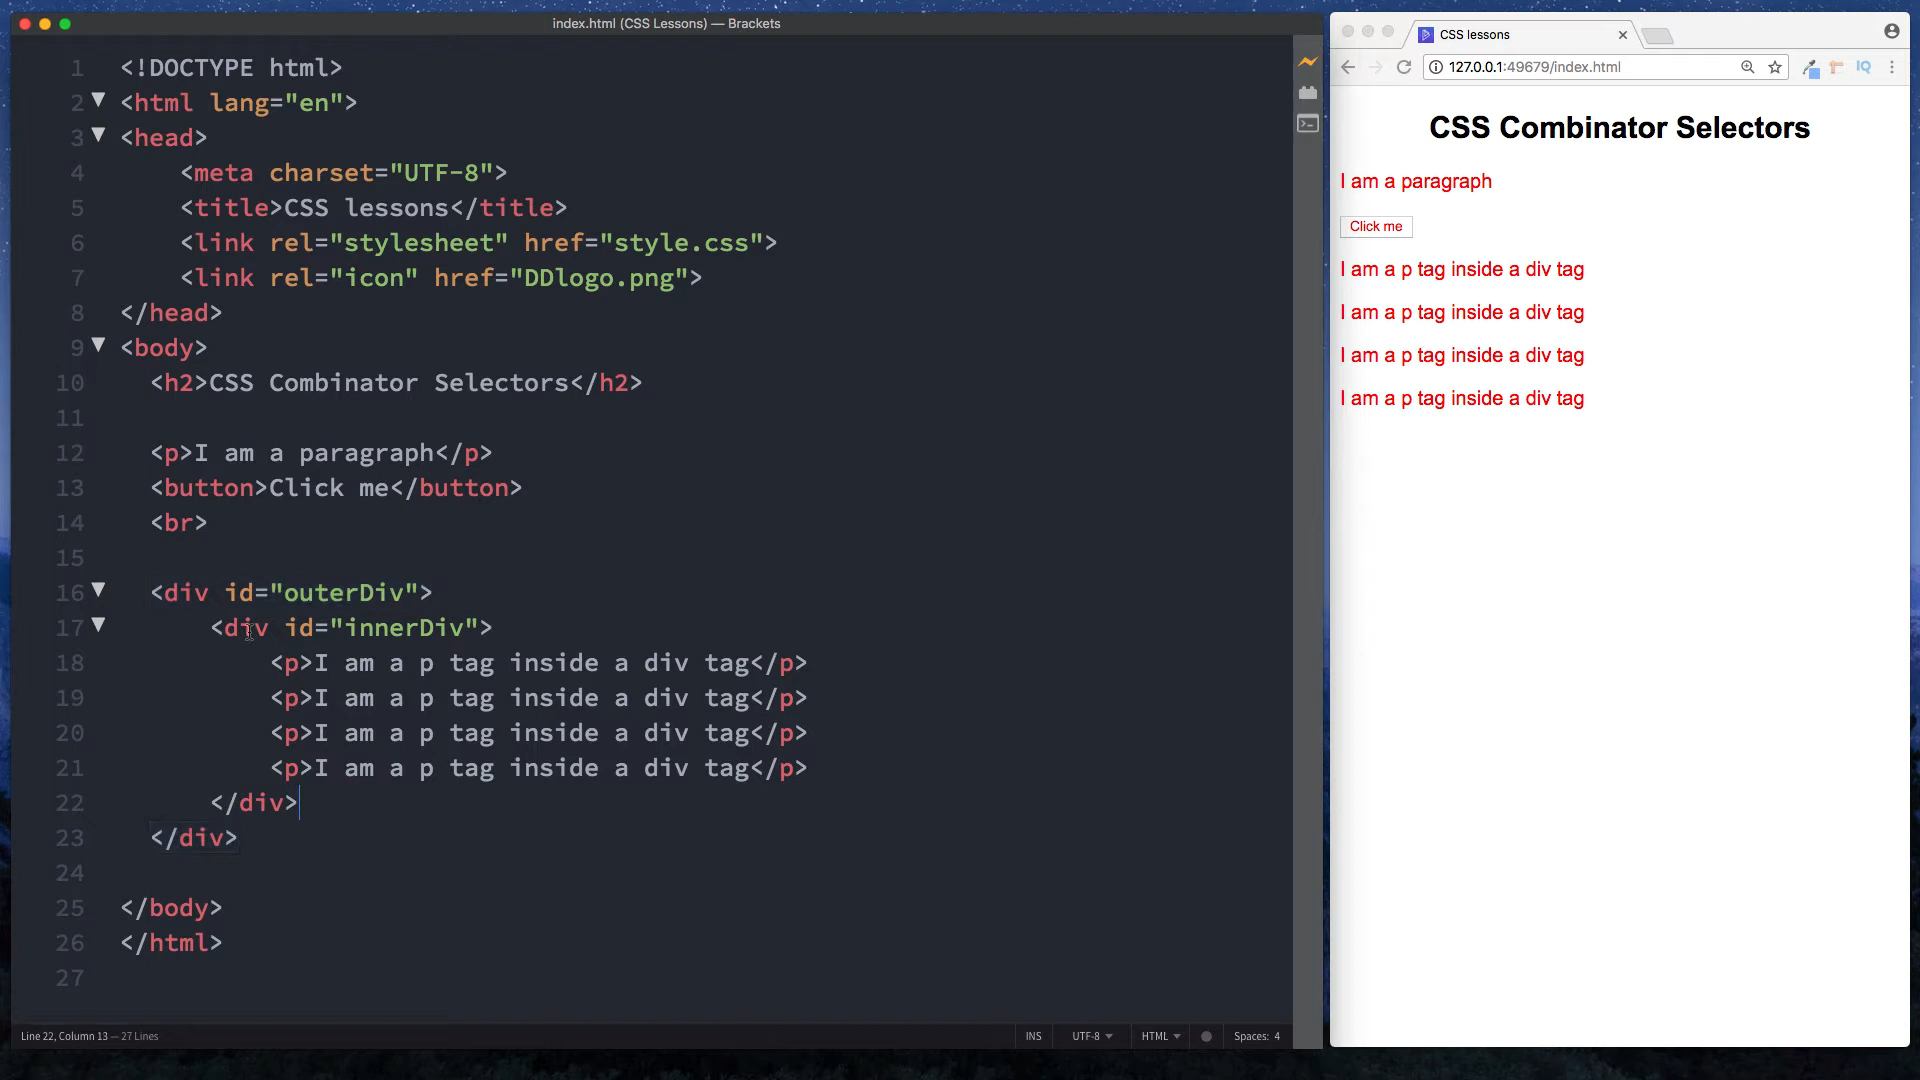 index.html (CSS Lessons) — Brackets
1 <!DOCTYPE html>
2 <html lang="en">
3 <head>
4 <meta charset="UTF-8">
5 <title>CSS lessons</title>
6 <link rel="stylesheet" href="style.css">
7 <link rel="icon" href="DDlogo.png">
8 </head>
9 <body>
10 <h2>CSS Combinator Selectors</h2>
11
12 <p>I am a paragraph</p>
13 <button>Click me</button>
14 <br>
15
16 <div id="outerDiv">
17 <div id="innerDiv">
18 <p>I am a p tag inside a div tag</p>
19 <p>I am a p tag inside a div tag</p>
20 <p>I am a p tag inside a div tag</p>
21 <p>I am a p tag inside a div tag</p>
22 </div>
23 </div>
24
25 </body>
26 </html>
27
Line 22, Column 13 — 27 Lines
INS UTF-8 HTML Spaces: 4
CSS lessons
127.0.0.1:49679/index.html
IQ
CSS Combinator Selectors
I am a paragraph
Click me
I am a p tag inside a div tag
I am a p tag inside a div tag
I am a p tag inside a div tag
I am a p tag inside a div tag